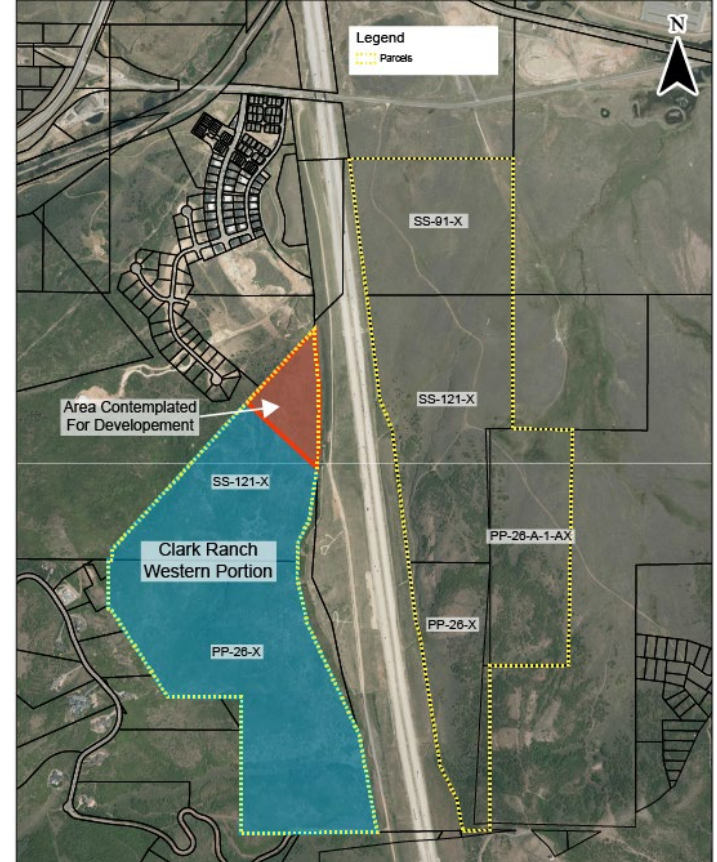 Legend
Parcels
N
SS-91-X
SS-121-X
Area Contemplated
For Developement
SS-121-X
PP-26-A-1-AX
Clark Ranch
Western Portion
PP-26-X
PP-26-X